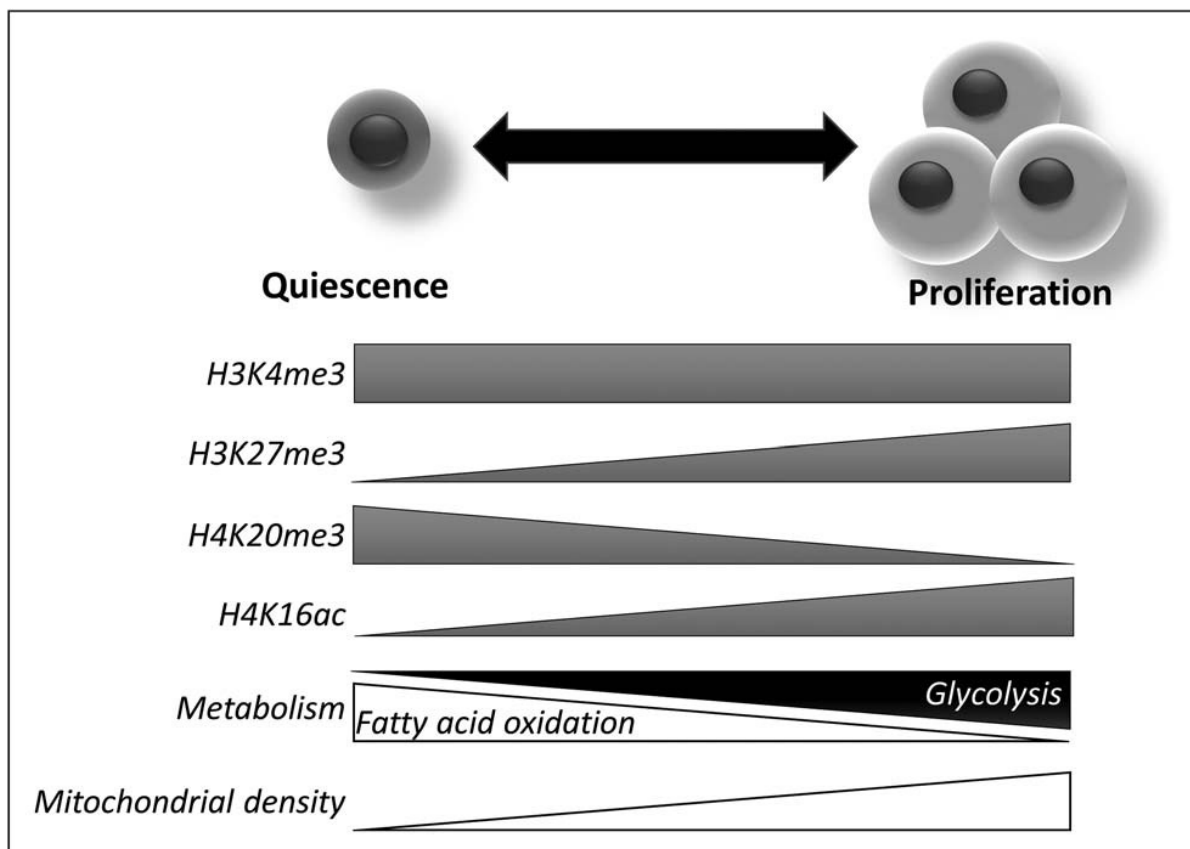 Quiescence
Proliferation
H3K4me3
H3K27me3
H4K20me3
H4K16ac
Metabolism
Glycolysis
Fatty acid oxidation
Mitochondrial density